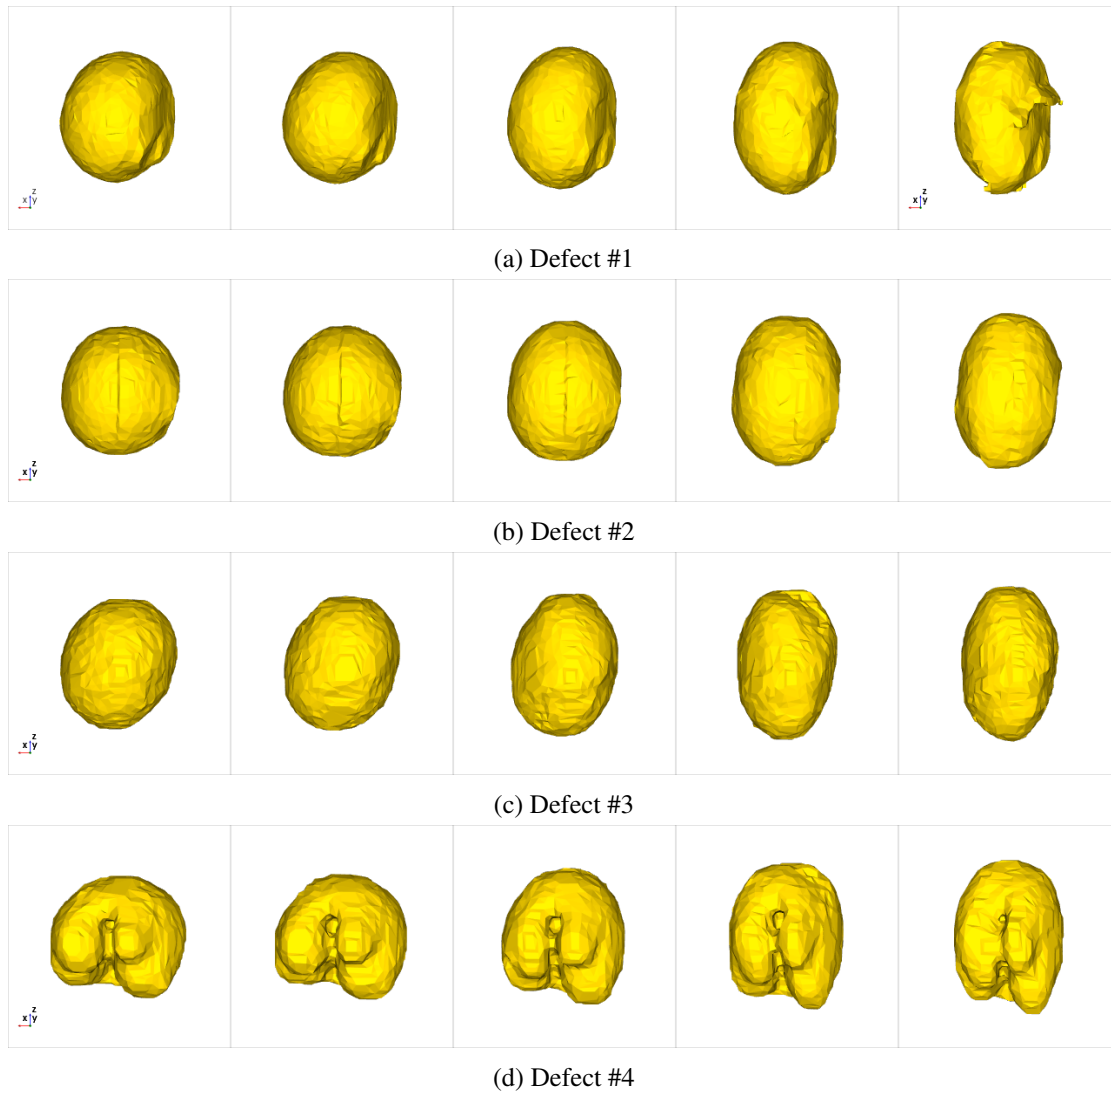 z
x y
z
x y
(a) Defect #1
z
x y
(b) Defect #2
z
x y
(c) Defect #3
z
x y
(d) Defect #4